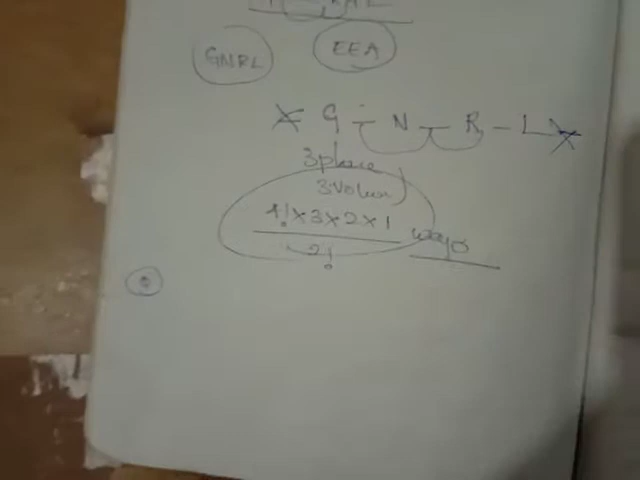 GNRL EEA
X G - N - R - L X
3 place
3 Vowel
4! x 3 x 2 x 1 ways
2!